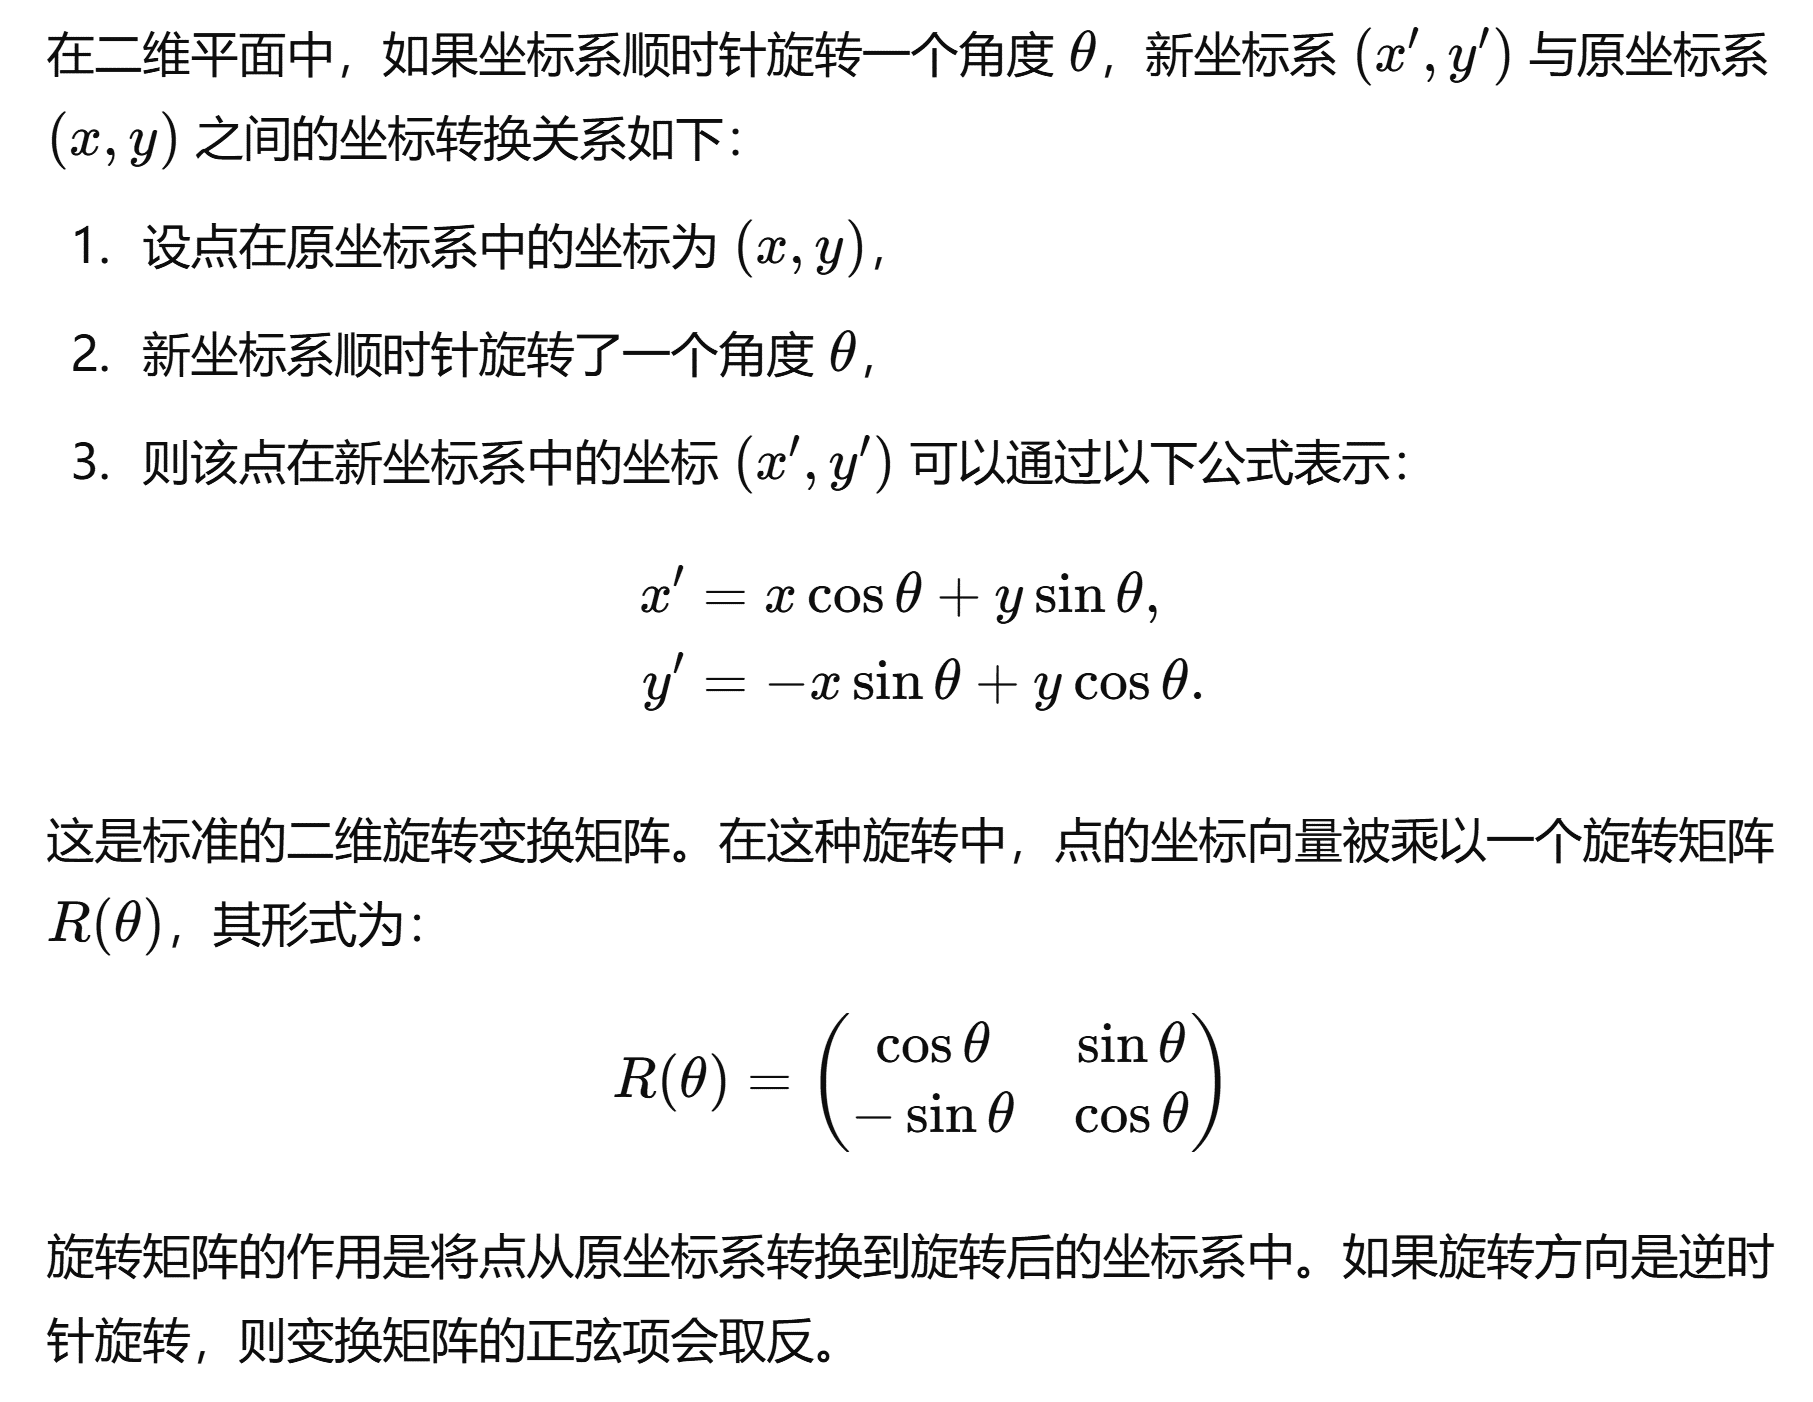 在二维平面中，如果坐标系顺时针旋转一个角度 θ，新坐标系 (x′, y′) 与原坐标系
(x, y) 之间的坐标转换关系如下：
1. 设点在原坐标系中的坐标为 (x, y)，
2. 新坐标系顺时针旋转了一个角度 θ，
3. 则该点在新坐标系中的坐标 (x′, y′) 可以通过以下公式表示：
x′ = x cos θ + y sin θ,
y′ = −x sin θ + y cos θ.
这是标准的二维旋转变换矩阵。在这种旋转中，点的坐标向量被乘以一个旋转矩阵
R(θ)，其形式为：
R(θ) = ( cos θ sin θ
− sin θ cos θ )
旋转矩阵的作用是将点从原坐标系转换到旋转后的坐标系中。如果旋转方向是逆时
针旋转，则变换矩阵的正弦项会取反。